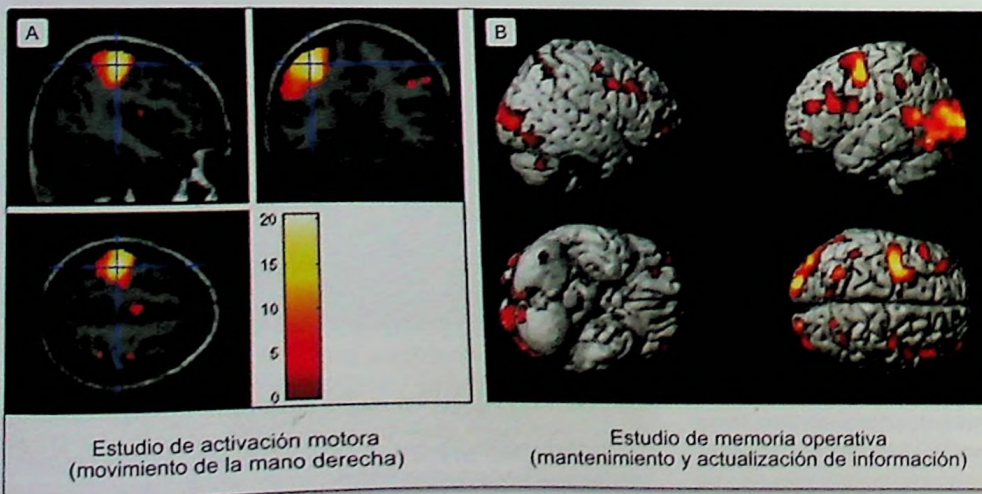 A
B
20
15
10
5
0
Estudio de activación motora
(movimiento de la mano derecha)
Estudio de memoria operativa
(mantenimiento y actualización de información)